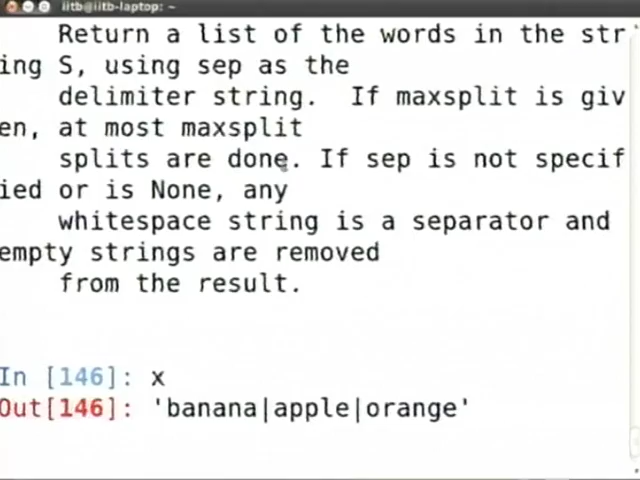 iitb@iitb-laptop: ~
Return a list of the words in the str
ing S, using sep as the
delimiter string.  If maxsplit is giv
en, at most maxsplit
splits are done. If sep is not specif
ied or is None, any
whitespace string is a separator and
empty strings are removed
from the result.
In [146]: x
Out[146]: 'banana|apple|orange'